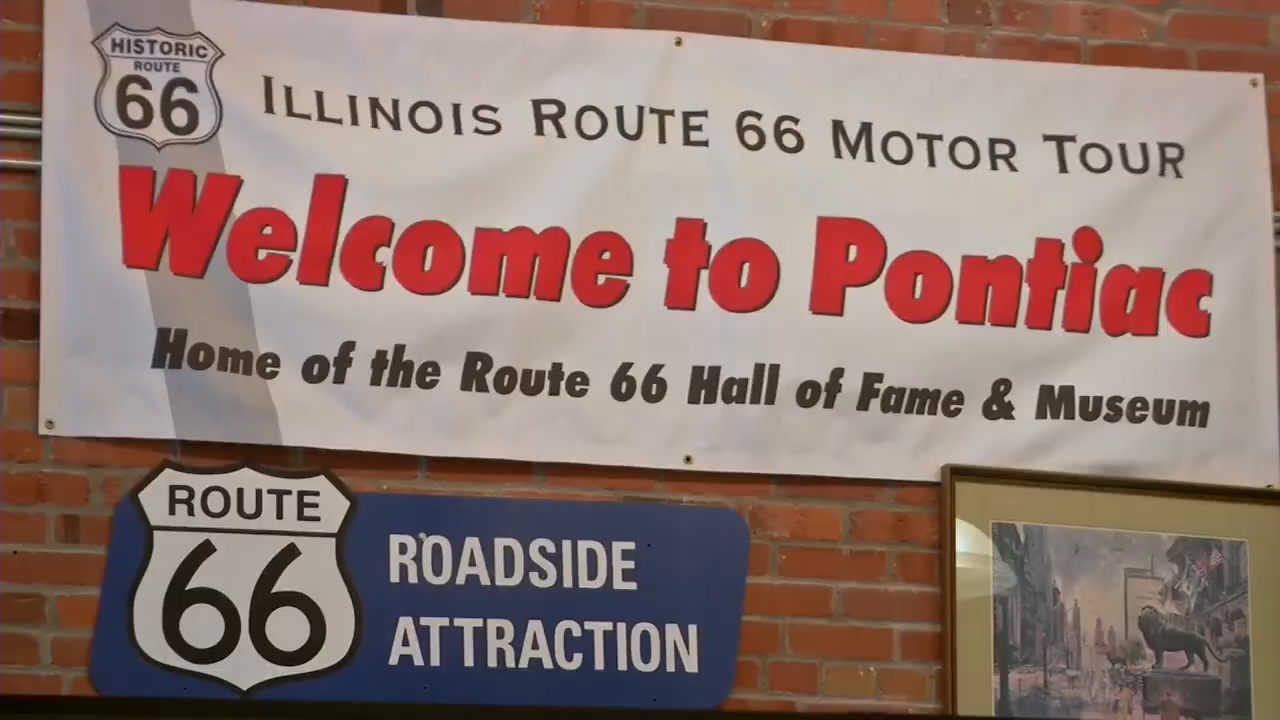 HISTORIC
ROUTE
66
ILLINOIS ROUTE 66 MOTOR TOUR
Welcome to Pontiac
Home of the Route 66 Hall of Fame & Museum
ROUTE
66
ROADSIDE
ATTRACTION